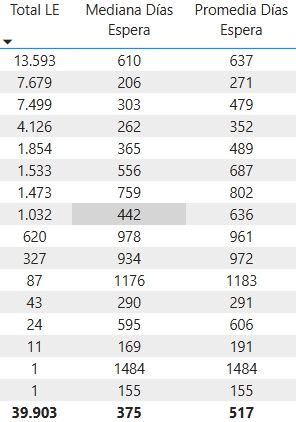 Total LE Mediana Días Promedia Días
Espera Espera
13.593 610 637
7.679 206 271
7.499 303 479
4.126 262 352
1.854 365 489
1.533 556 687
1.473 759 802
1.032 442 636
620 978 961
327 934 972
87 1176 1183
43 290 291
24 595 606
11 169 191
1 1484 1484
1 155 155
39.903 375 517